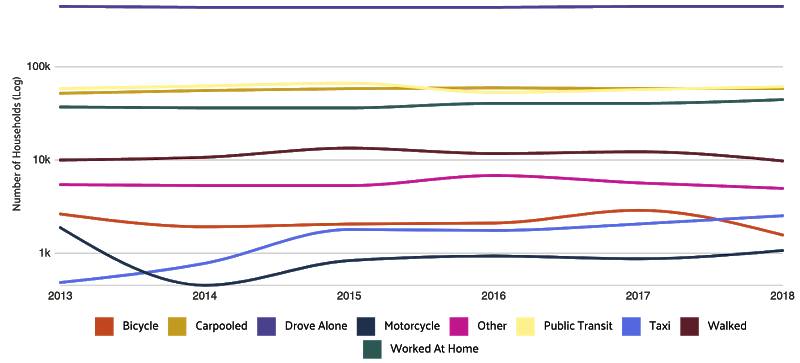 100k
10k
1k
Number of Households (Log)
2013 2014 2015 2016 2017 2018
Bicycle Carpooled Drove Alone Motorcycle Other Public Transit Taxi Walked
Worked At Home